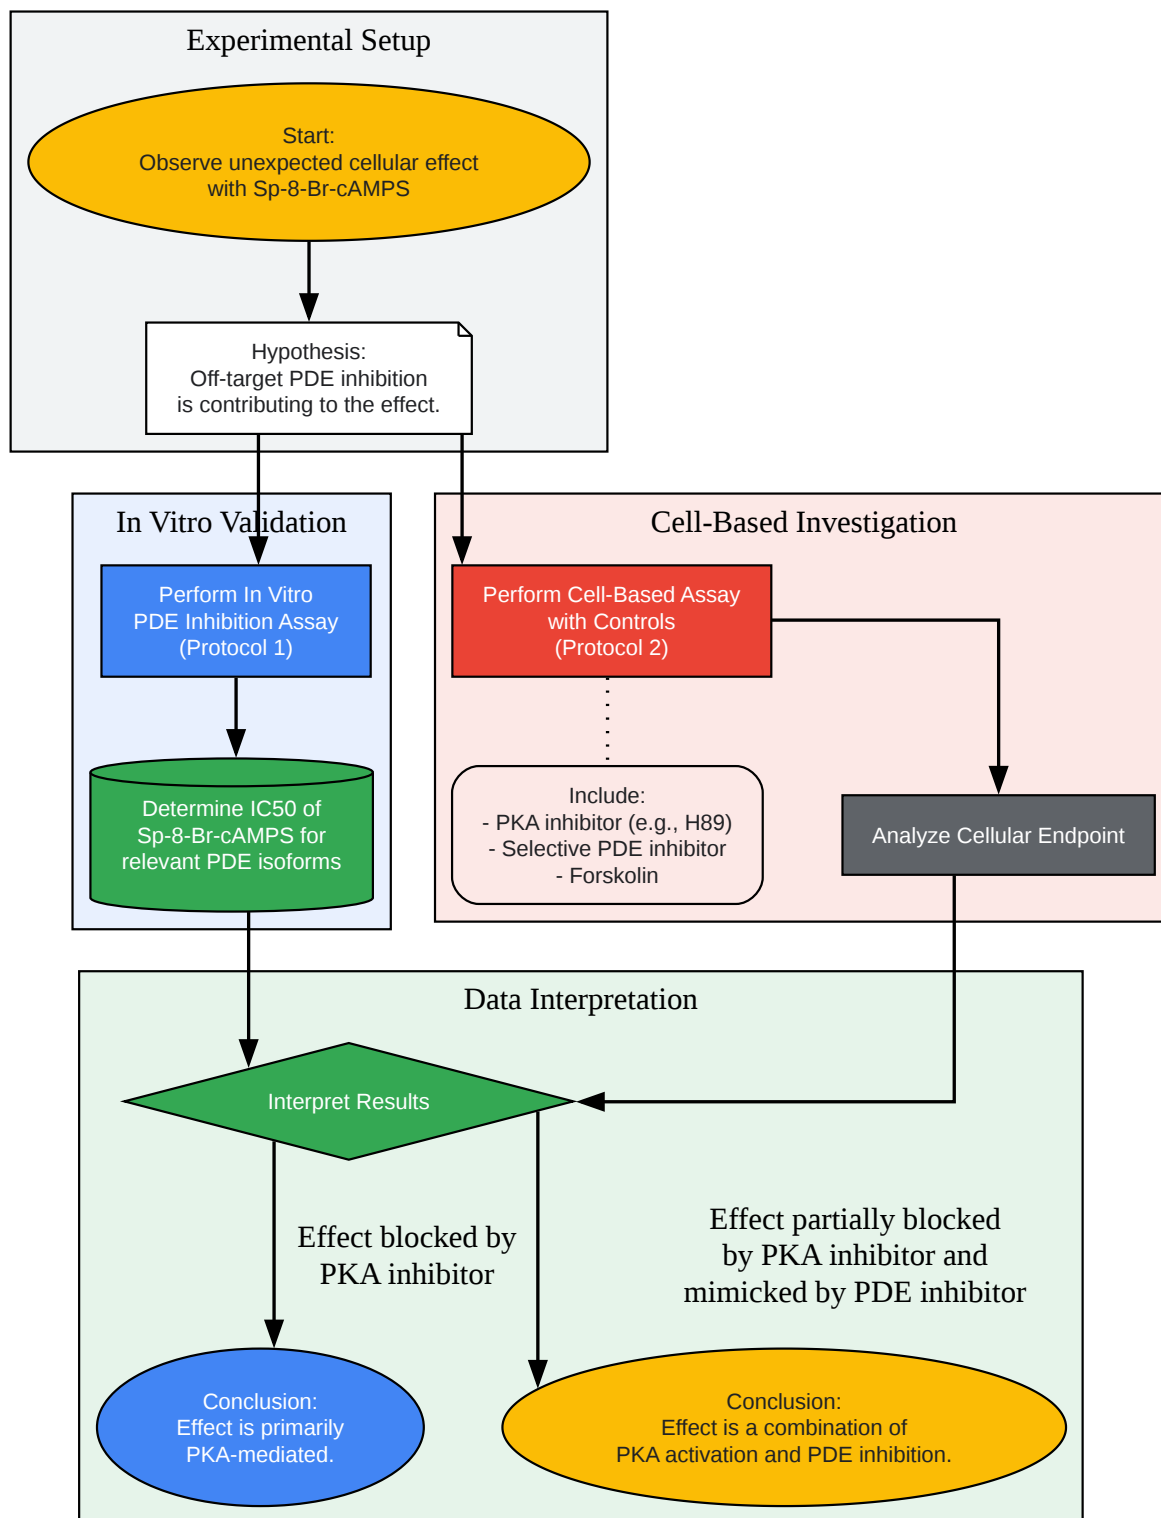 Experimental Setup
Start:
Observe unexpected cellular effect
with Sp-8-Br-cAMPS
Hypothesis:
Off-target PDE inhibition
is contributing to the effect.
In Vitro Validation
Perform In Vitro
PDE Inhibition Assay
(Protocol 1)
Determine IC50 of
Sp-8-Br-cAMPS for
relevant PDE isoforms
Cell-Based Investigation
Perform Cell-Based Assay
with Controls
(Protocol 2)
Include:
- PKA inhibitor (e.g., H89)
- Selective PDE inhibitor
- Forskolin
Analyze Cellular Endpoint
Data Interpretation
Interpret Results
Effect blocked by
PKA inhibitor
Effect partially blocked
by PKA inhibitor and
mimicked by PDE inhibitor
Conclusion:
Effect is primarily
PKA-mediated.
Conclusion:
Effect is a combination of
PKA activation and PDE inhibition.